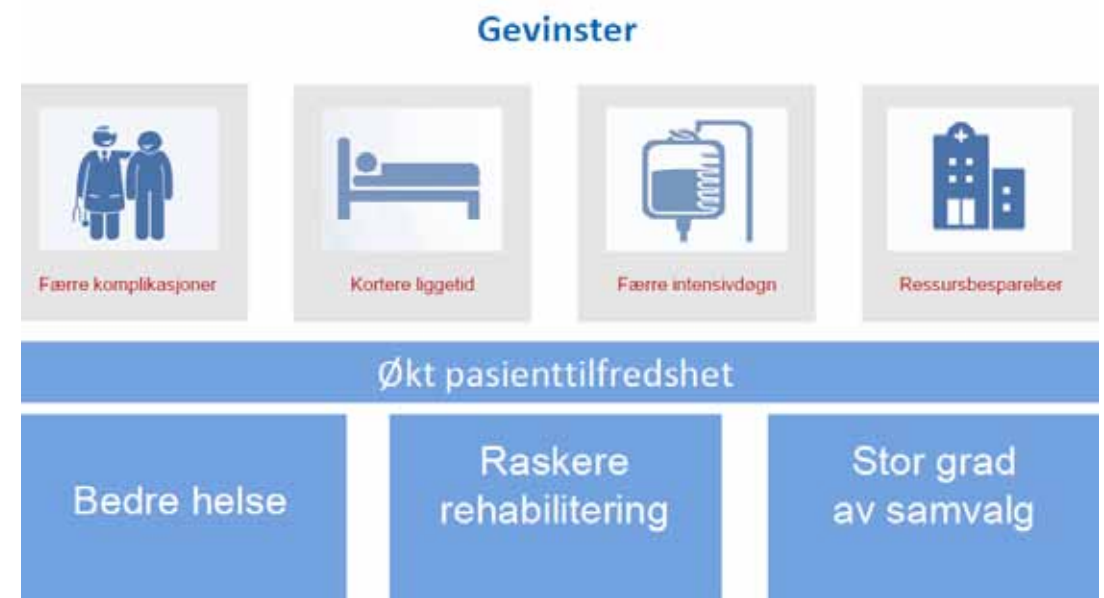 Gevinster
Færre komplikasjoner
Kortere liggetid
Færre intensivdøgn
Ressursbesparelser
Økt pasienttilfredshet
Bedre helse
Raskere
rehabilitering
Stor grad
av samvalg